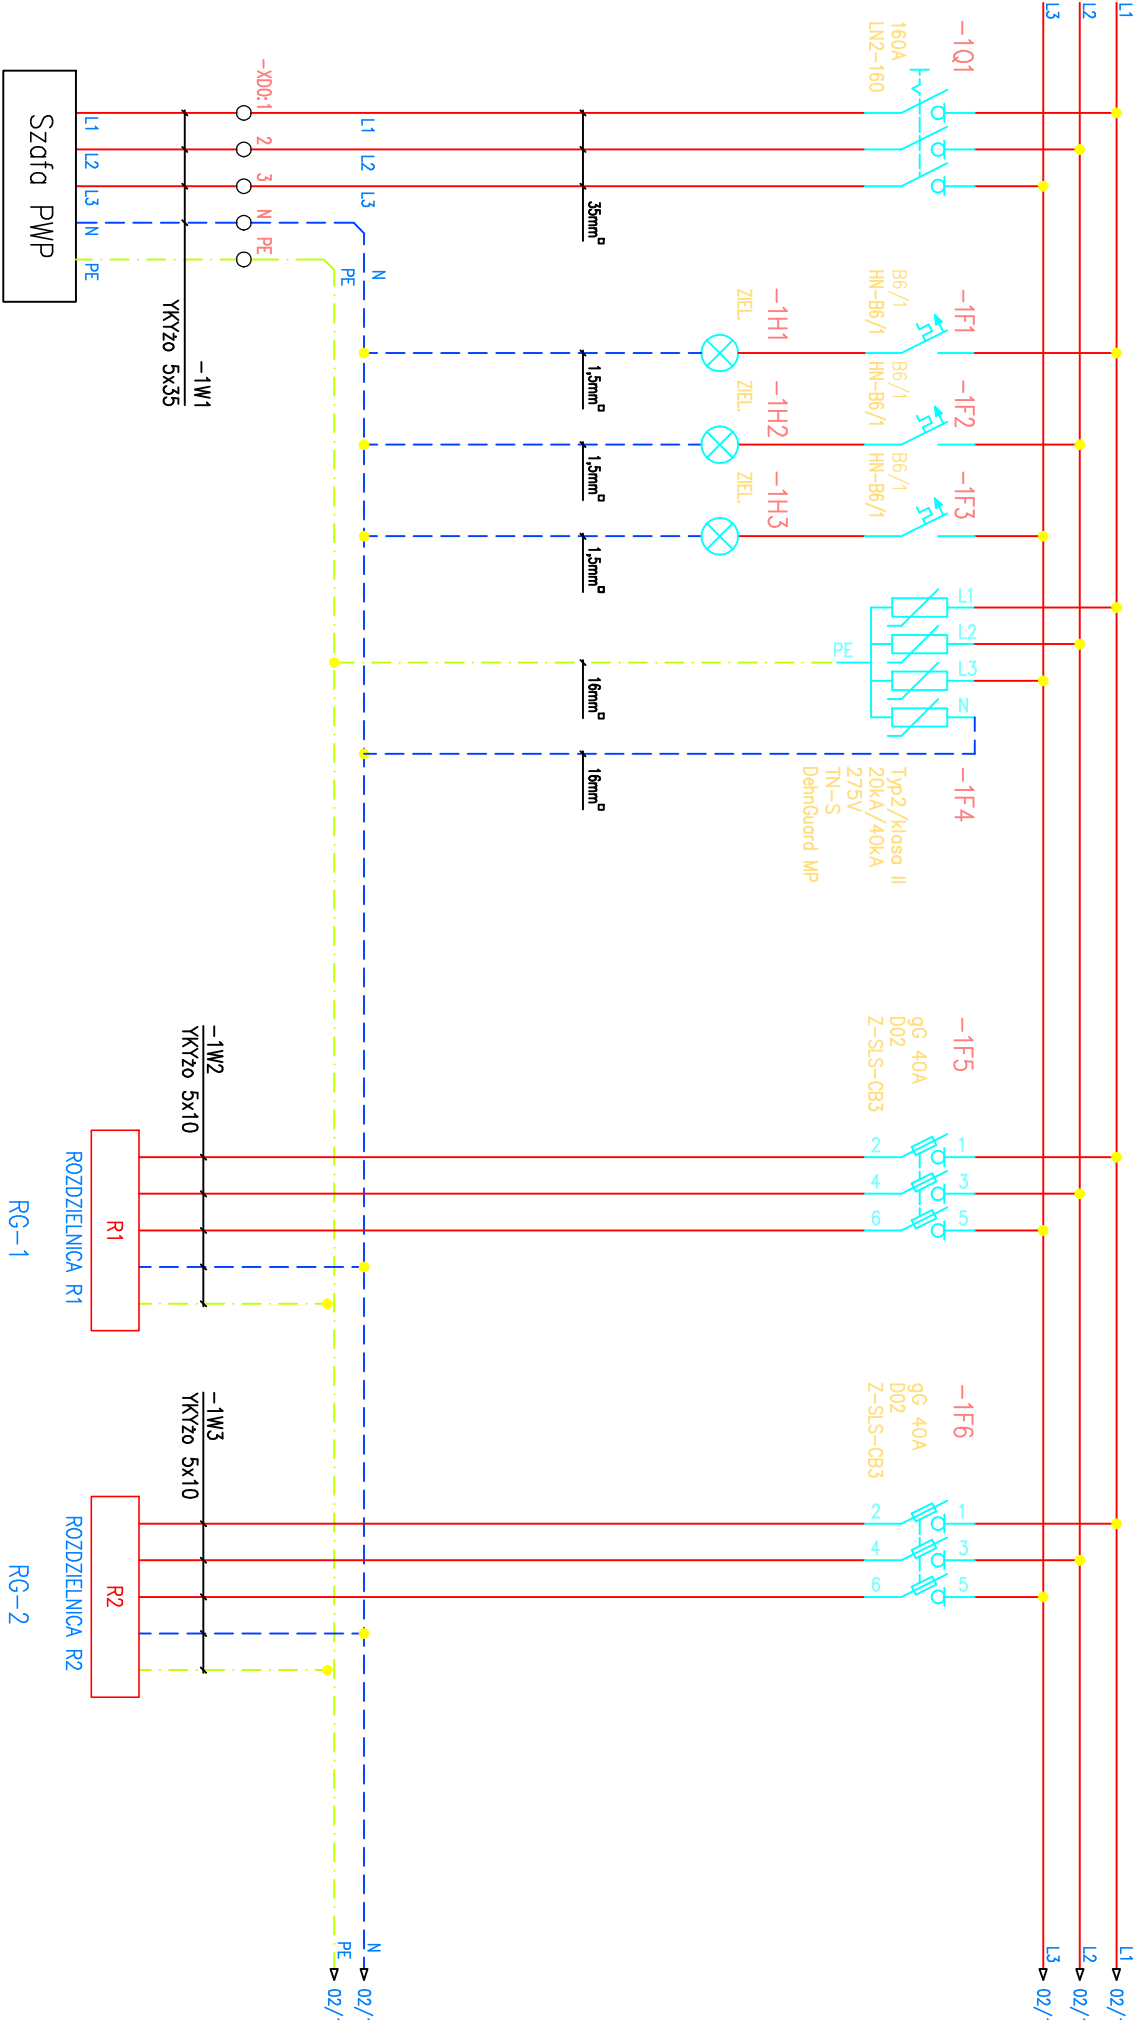 L1
L2
L3
-1Q1
160A
LN2-160
-1F1
B6/1
HN-B6/1
-1F2
B6/1
HN-B6/1
-1F3
B6/1
HN-B6/1
L1
L2
L3
N
PE
-1F4
Typ2/klasa II
20kA/40kA
275V
TN-S
DehnGuard MP
-1F5
gG 40A
D02
Z-SLS-CB3
1
3
5
2
4
6
-1F6
gG 40A
D02
Z-SLS-CB3
1
3
5
2
4
6
L1
L2
L3
02/
02/
02/
-1H1
ZIEL.
-1H2
ZIEL.
-1H3
ZIEL.
35mm²
1,5mm²
1,5mm²
1,5mm²
16mm²
16mm²
L1
L2
L3
N
PE
N
PE
02/
02/
-XD0:1
2
3
N
PE
-1W1
YKYżo 5x35
-1W2
YKYżo 5x10
-1W3
YKYżo 5x10
L1
L2
L3
N
PE
Szafa PWP
R1
ROZDZIELNICA R1
RG-1
R2
ROZDZIELNICA R2
RG-2